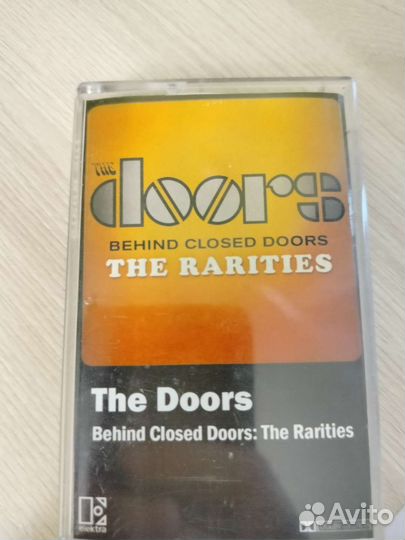 THE
doors
BEHIND CLOSED DOORS
THE RARITIES
The Doors
Behind Closed Doors: The Rarities
elektra
Avito